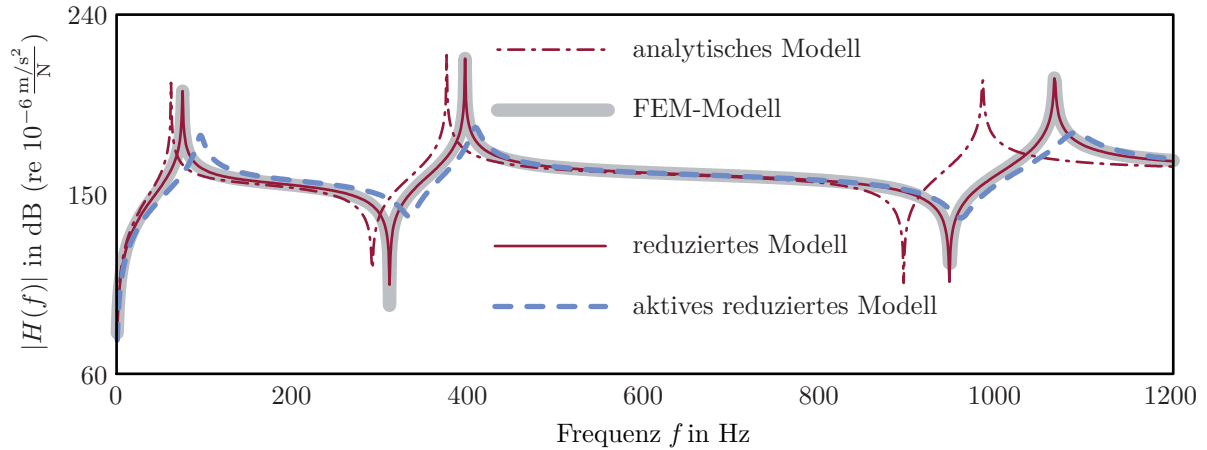 |H(f)| in dB (re 10⁻⁶ m/s²/N)
240
150
60
analytisches Modell
FEM-Modell
reduziertes Modell
aktives reduziertes Modell
0 200 400 600 800 1000 1200
Frequenz f in Hz